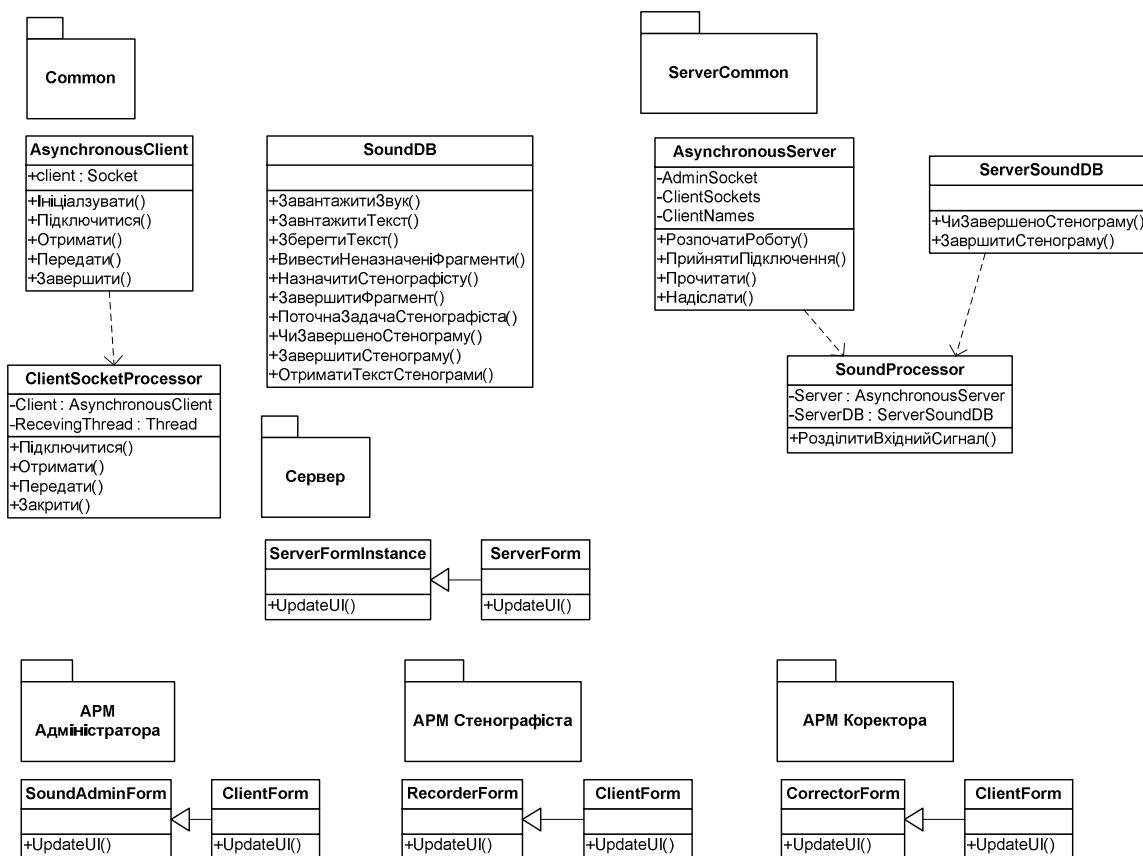 Common
AsynchronousClient
+client : Socket
+Ініціалзувати()
+Підключитися()
+Отримати()
+Передати()
+Завершити()
ClientSocketProcessor
-Client : AsynchronousClient
-RecevingThread : Thread
+Підключитися()
+Отримати()
+Передати()
+Закрити()
SoundDB
+ЗавантажитиЗвук()
+ЗавнтажитиТекст()
+ЗберегтиТекст()
+ВивестиНеназначеніФрагменти()
+НазначитиСтенографісту()
+ЗавершитиФрагмент()
+ПоточнаЗадачаСтенографіста()
+ЧиЗавершеноСтенограму()
+ЗавершитиСтенограму()
+ОтриматиТекстСтенограми()
ServerCommon
AsynchronousServer
-AdminSocket
-ClientSockets
-ClientNames
+РозпочатиРоботу()
+ПрийнятиПідключення()
+Прочитати()
+Надіслати()
ServerSoundDB
+ЧиЗавершеноСтенограму()
+ЗавршитиСтенограму()
SoundProcessor
-Server : AsynchronousServer
-ServerDB : ServerSoundDB
+РозділитиВхіднийСигнал()
Сервер
ServerFormInstance
+UpdateUI()
ServerForm
+UpdateUI()
АРМ
Адміністратора
SoundAdminForm
+UpdateUI()
ClientForm
+UpdateUI()
АРМ Стенографіста
RecorderForm
+UpdateUI()
ClientForm
+UpdateUI()
АРМ Коректора
CorrectorForm
+UpdateUI()
ClientForm
+UpdateUI()